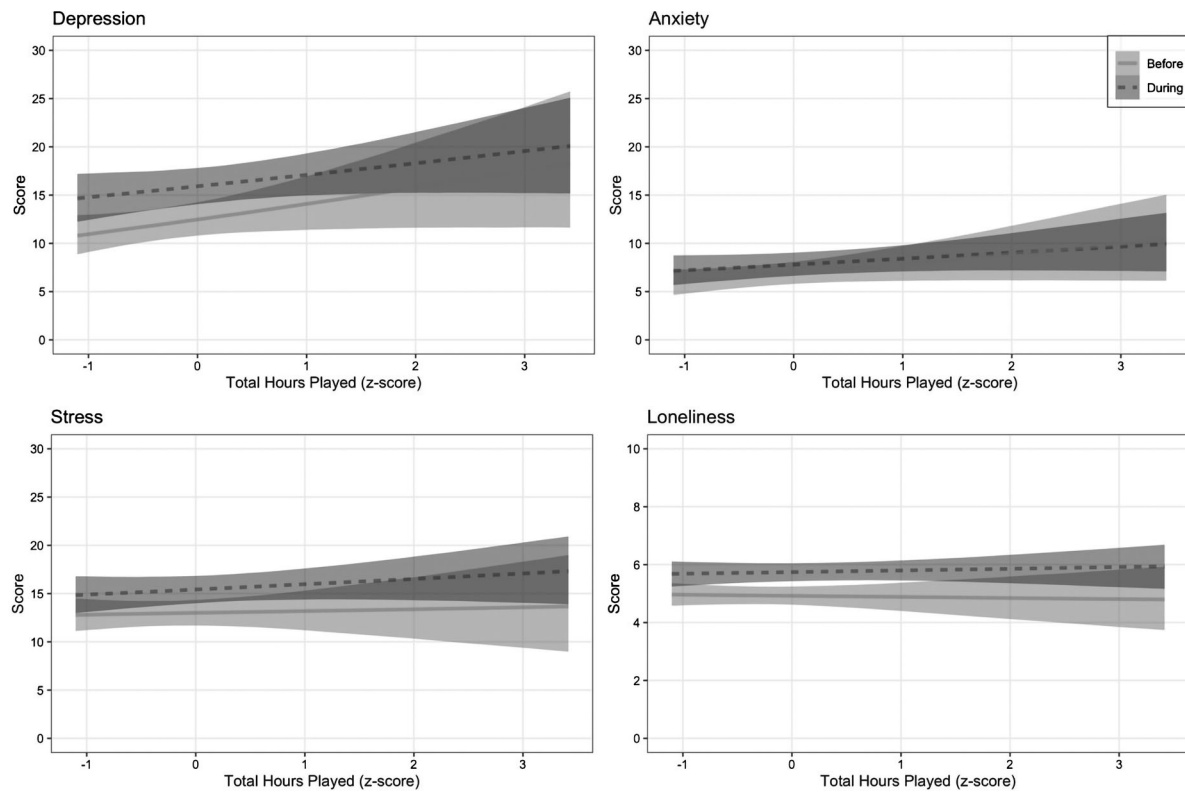 Depression
30
25
20
15
10
5
0
Score
-1 0 1 2 3
Total Hours Played (z-score)
Anxiety
30
25
20
15
10
5
0
Score
-1 0 1 2 3
Total Hours Played (z-score)
Before
During
Stress
30
25
20
15
10
5
0
Score
-1 0 1 2 3
Total Hours Played (z-score)
Loneliness
10
8
6
4
2
0
Score
-1 0 1 2 3
Total Hours Played (z-score)